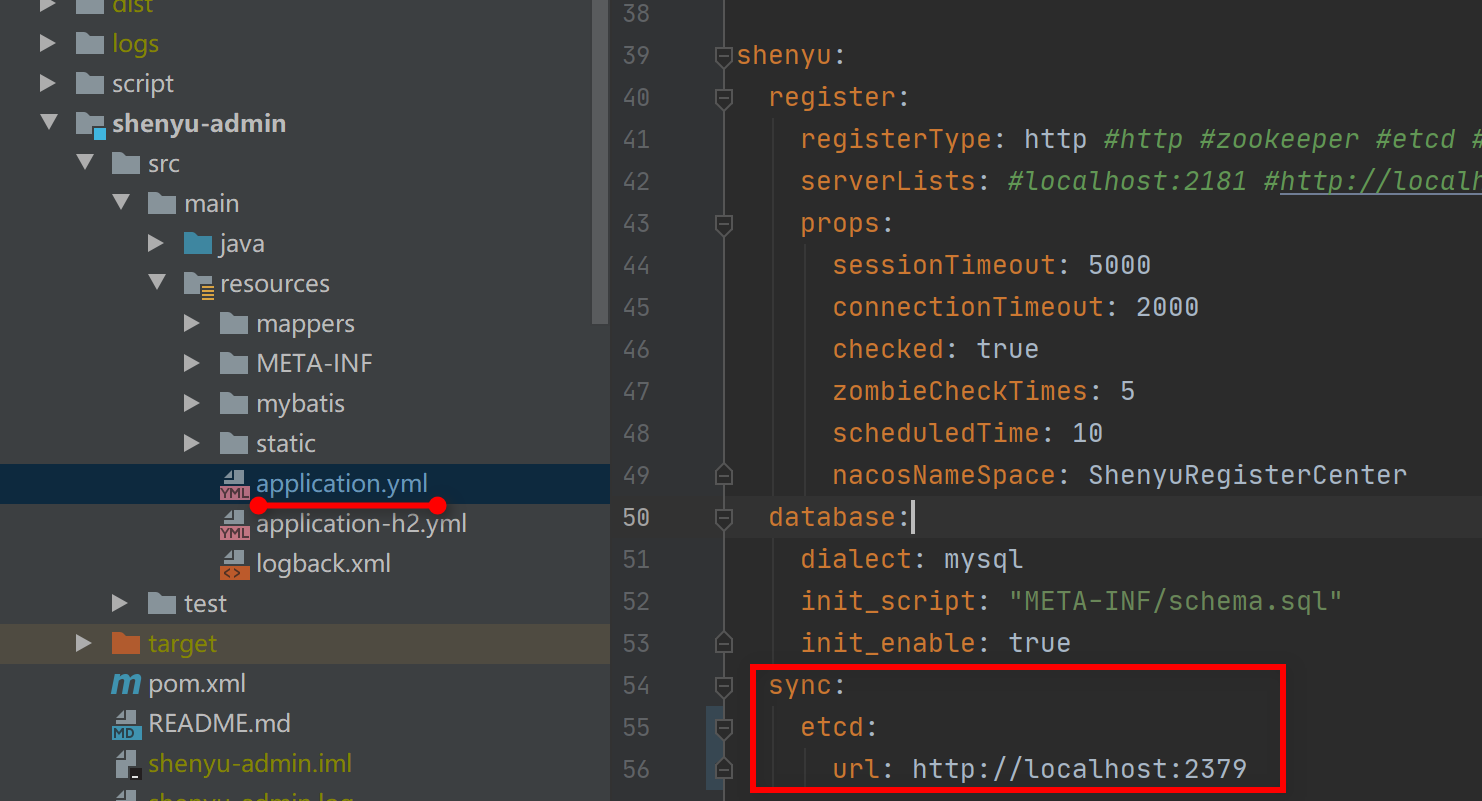 dist
logs
script
shenyu-admin
src
main
java
resources
mappers
META-INF
mybatis
static
application.yml
application-h2.yml
logback.xml
test
target
pom.xml
README.md
shenyu-admin.iml
shenyu-admin.log
38
39 shenyu:
40 register:
41 registerType: http #http #zookeeper #etcd #
42 serverLists: #localhost:2181 #http://localh
43 props:
44 sessionTimeout: 5000
45 connectionTimeout: 2000
46 checked: true
47 zombieCheckTimes: 5
48 scheduledTime: 10
49 nacosNameSpace: ShenyuRegisterCenter
50 database:
51 dialect: mysql
52 init_script: "META-INF/schema.sql"
53 init_enable: true
54 sync:
55 etcd:
56 url: http://localhost:2379
YML
YML
<>
m
MD